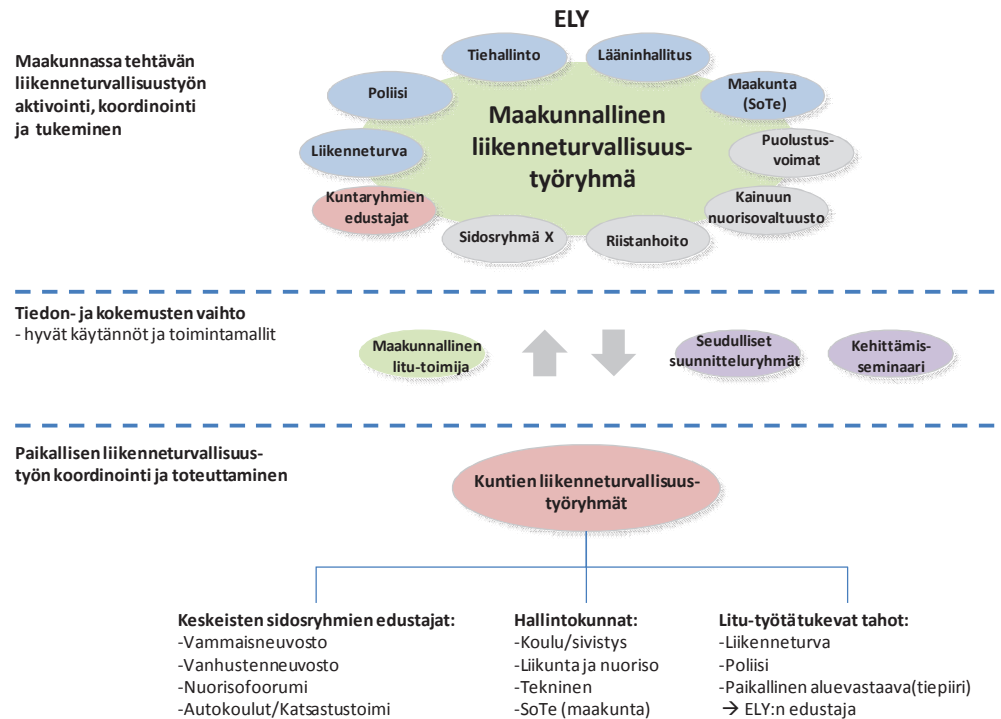 ELY
Maakunnassa tehtävän
liikenneturvallisuustyön
aktivointi, koordinointi
ja tukeminen
Tiehallinto
Lääninhallitus
Poliisi
Maakunta
(SoTe)
Maakunnallinen
liikenneturvallisuus-
työryhmä
Liikenneturva
Puolustus-
voimat
Kuntaryhmien
edustajat
Kainuun
nuorisovaltuusto
Sidosryhmä X
Riistanhoito
Tiedon- ja kokemusten vaihto
- hyvät käytännöt ja toimintamallit
Maakunnallinen
litu-toimija
Seudulliset
suunnitteluryhmät
Kehittämis-
seminaari
Paikallisen liikenneturvallisuus-
työn koordinointi ja toteuttaminen
Kuntien liikenneturvallisuus-
työryhmät
Keskeisten sidosryhmien edustajat:
-Vammaisneuvosto
-Vanhustenneuvosto
-Nuorisofoorumi
-Autokoulut/Katsastustoimi
Hallintokunnat:
-Koulu/sivistys
-Liikunta ja nuoriso
-Tekninen
-SoTe (maakunta)
Litu-työtä tukevat tahot:
-Liikenneturva
-Poliisi
-Paikallinen aluevastaava(tiepiiri)
→ ELY:n edustaja